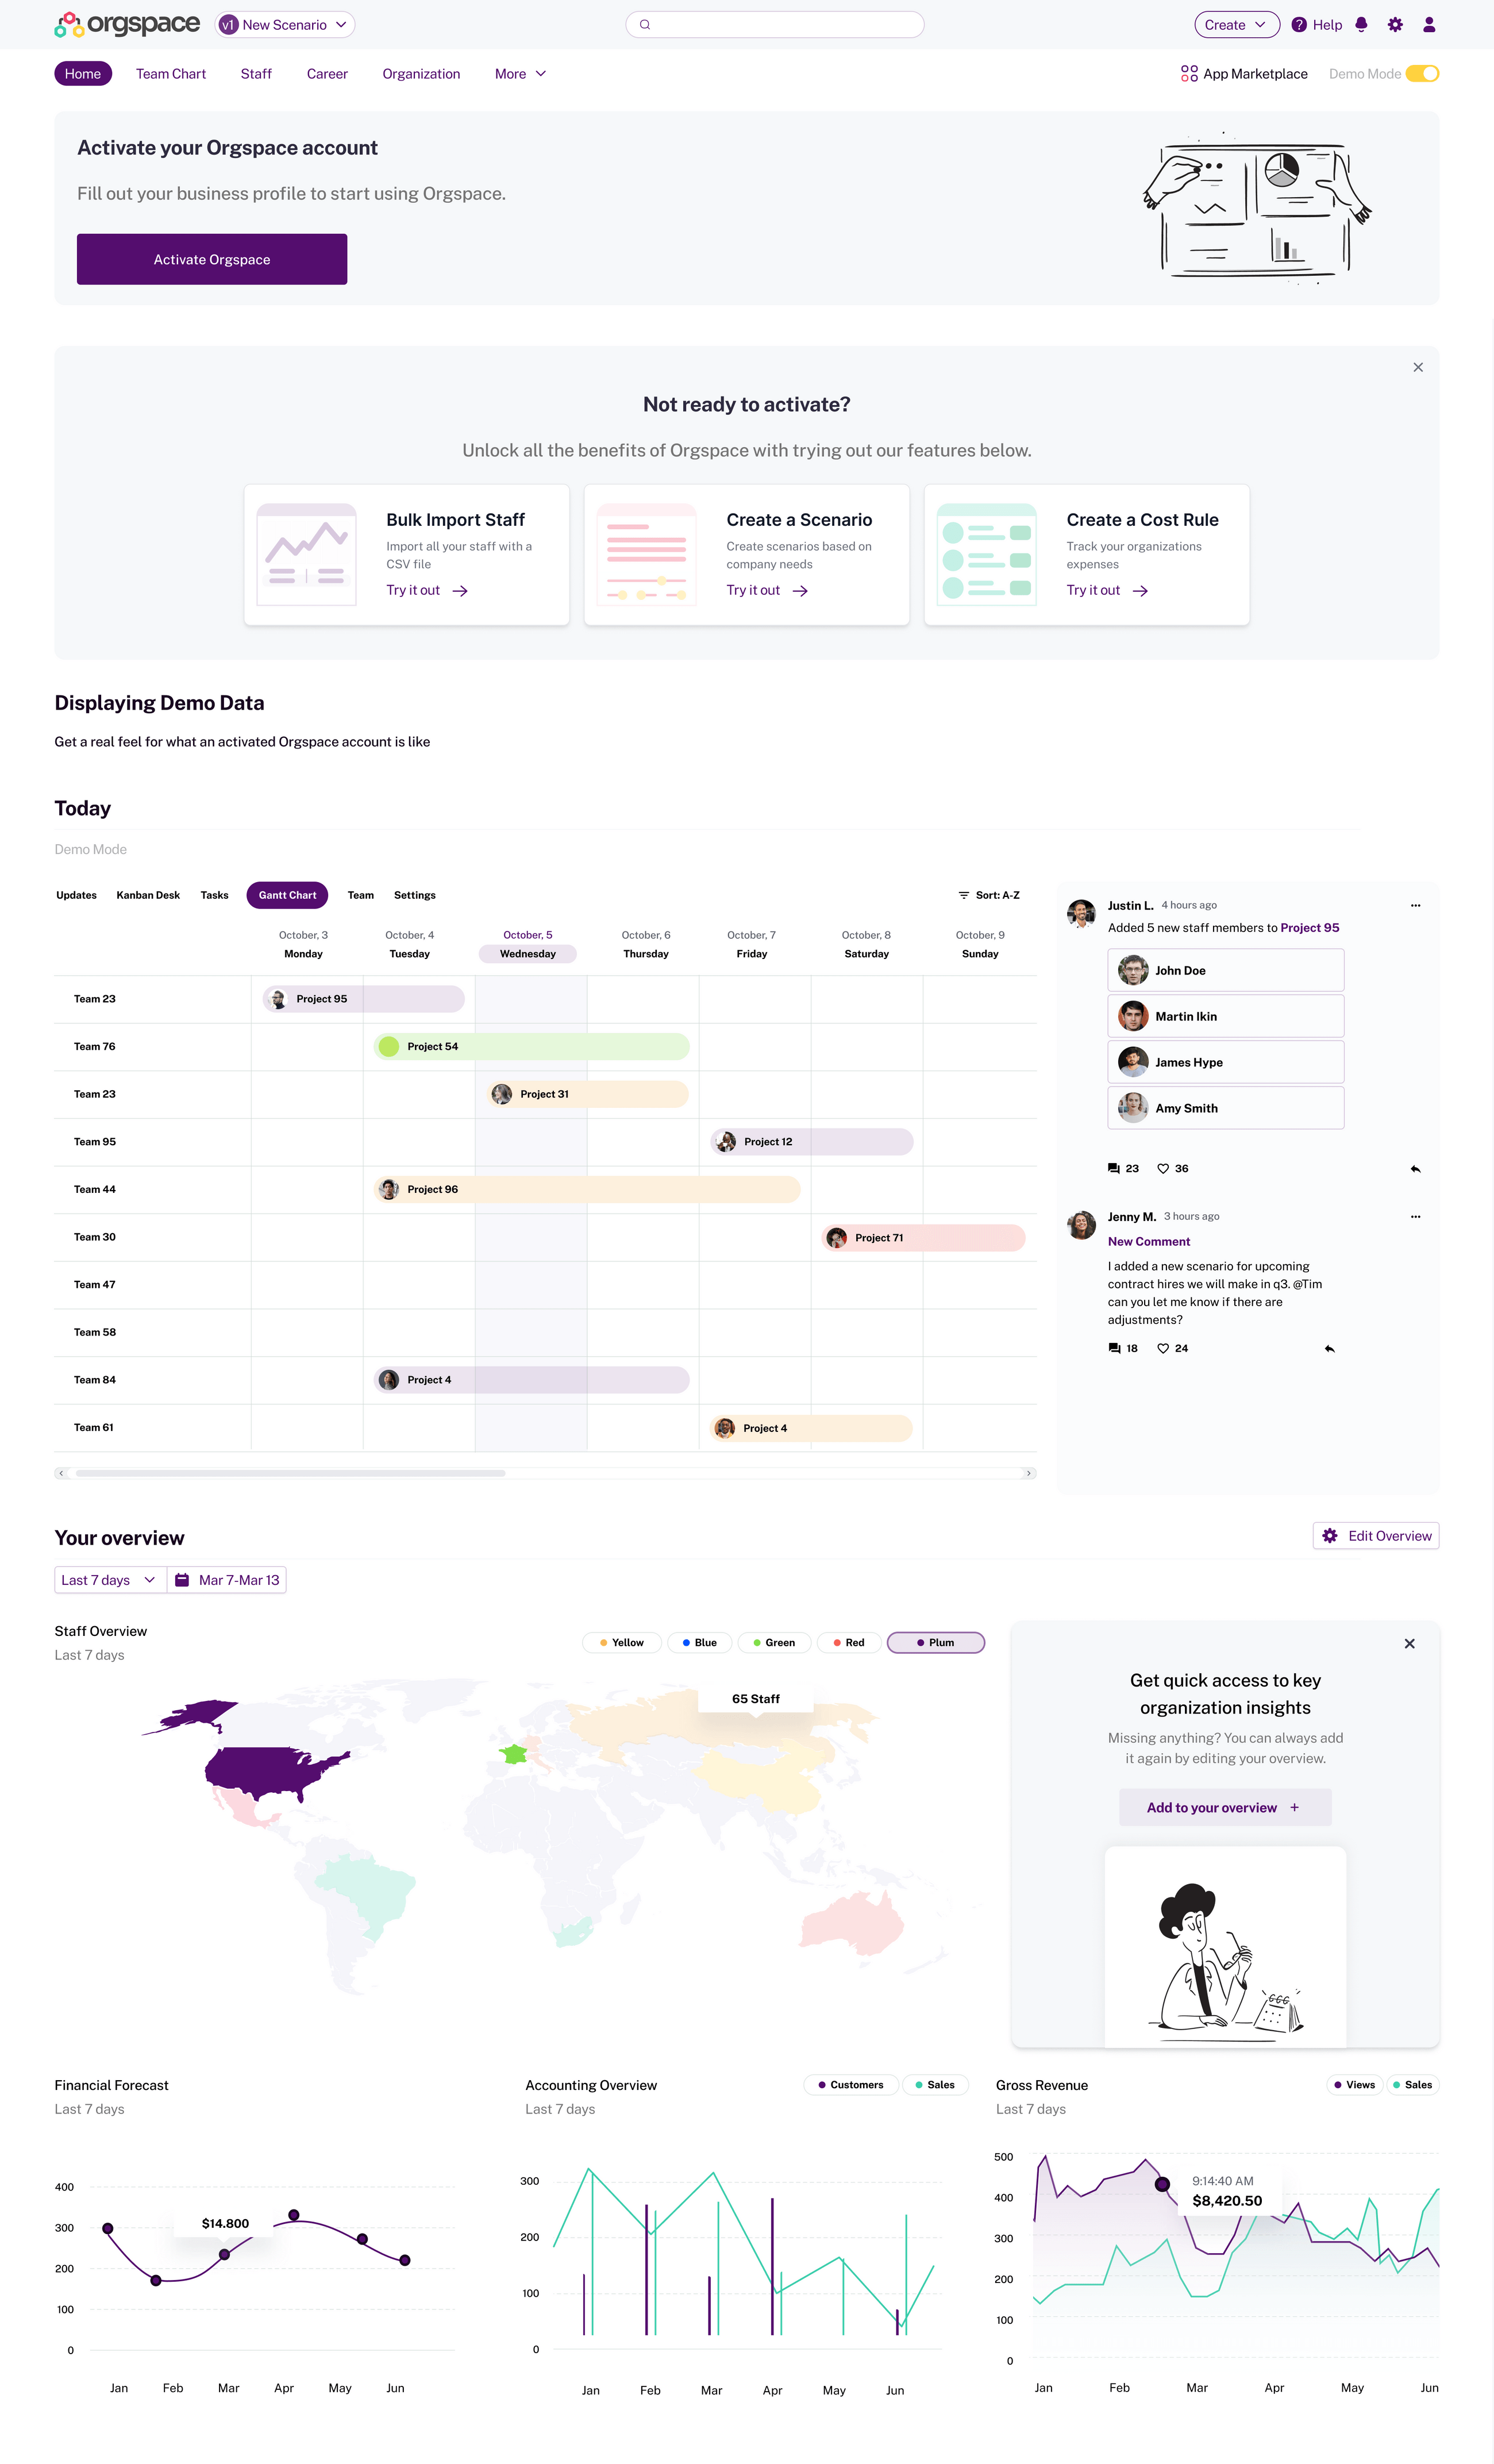 orgspace
v1 New Scenario
Create
? Help
Home
Team Chart
Staff
Career
Organization
More
App Marketplace
Demo Mode
Activate your Orgspace account
Fill out your business profile to start using Orgspace.
Activate Orgspace
Not ready to activate?
Unlock all the benefits of Orgspace with trying out our features below.
Bulk Import Staff
Import all your staff with a
CSV file
Try it out
Create a Scenario
Create scenarios based on
company needs
Try it out
Create a Cost Rule
Track your organizations
expenses
Try it out
Displaying Demo Data
Get a real feel for what an activated Orgspace account is like
Today
Demo Mode
Updates
Kanban Desk
Tasks
Gantt Chart
Team
Settings
Sort: A-Z
October, 3
Monday
October, 4
Tuesday
October, 5
Wednesday
October, 6
Thursday
October, 7
Friday
October, 8
Saturday
October, 9
Sunday
Team 23
Project 95
Team 76
Project 54
Team 23
Project 31
Team 95
Project 12
Team 44
Project 96
Team 30
Project 71
Team 47
Team 58
Team 84
Project 4
Team 61
Project 4
Justin L. 4 hours ago
Added 5 new staff members to Project 95
John Doe
Martin Ikin
James Hype
Amy Smith
23
36
Jenny M. 3 hours ago
New Comment
I added a new scenario for upcoming
contract hires we will make in q3. @Tim
can you let me know if there are
adjustments?
18
24
Your overview
Edit Overview
Last 7 days
Mar 7-Mar 13
Staff Overview
Last 7 days
Yellow
Blue
Green
Red
Plum
65 Staff
Get quick access to key
organization insights
Missing anything? You can always add
it again by editing your overview.
Add to your overview +
Financial Forecast
Last 7 days
400
300
200
100
0
$14.800
Jan
Feb
Mar
Apr
May
Jun
Accounting Overview
Last 7 days
Customers
Sales
300
200
100
0
Jan
Feb
Mar
Apr
May
Jun
Gross Revenue
Last 7 days
Views
Sales
500
400
300
200
100
0
9:14:40 AM
$8,420.50
Jan
Feb
Mar
Apr
May
Jun